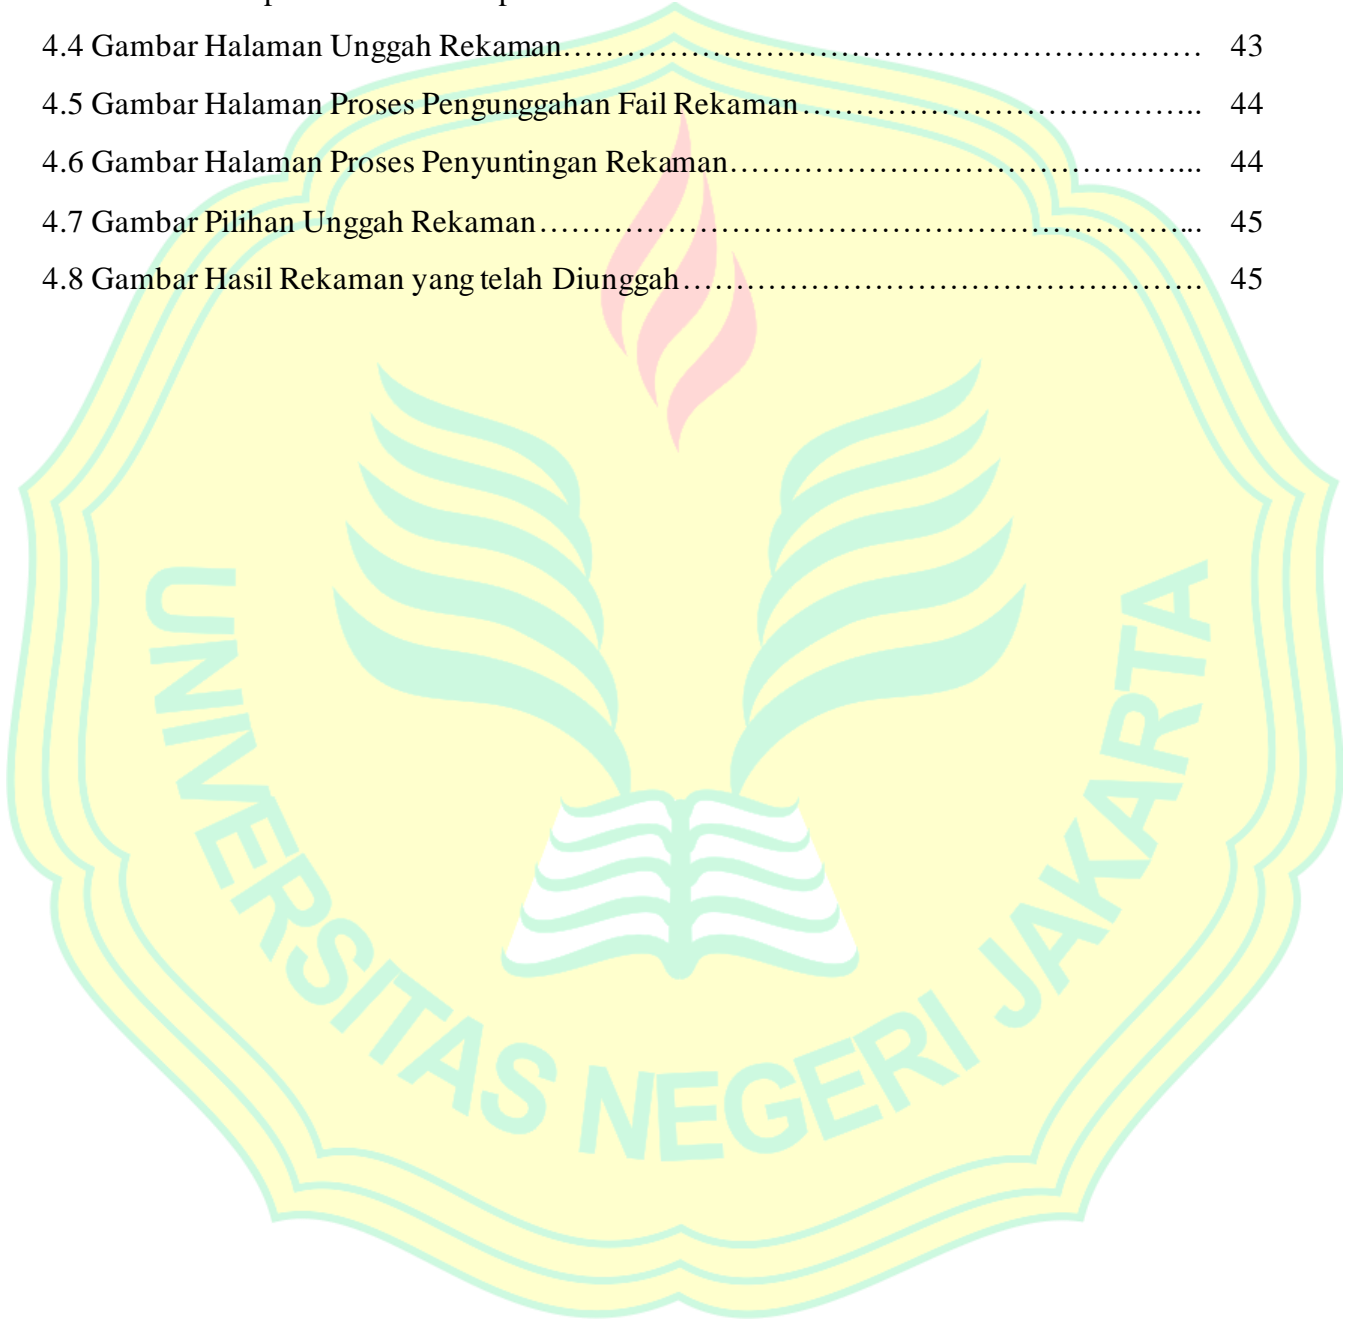 4.4 Gambar Halaman Unggah Rekaman……………………………………………………………… 43
4.5 Gambar Halaman Proses Pengunggahan Fail Rekaman……………………………….. 44
4.6 Gambar Halaman Proses Penyuntingan Rekaman……………………………………... 44
4.7 Gambar Pilihan Unggah Rekaman……………………………………………………... 45
4.8 Gambar Hasil Rekaman yang telah Diunggah…………………………………………. 45
UNIVERSITAS NEGERI JAKARTA